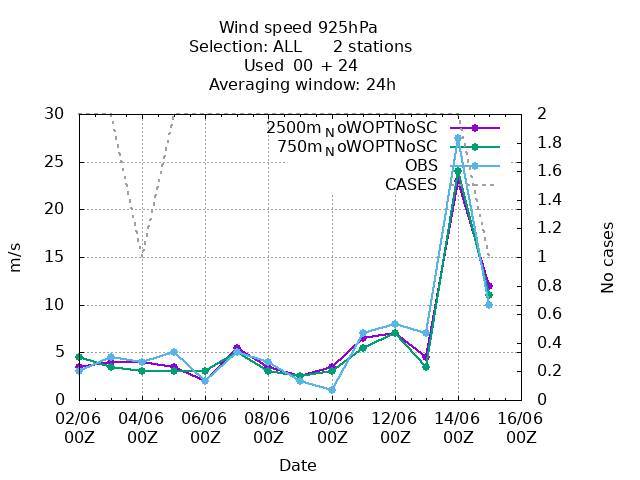 Wind speed 925hPa
Selection: ALL 2 stations
Used 00 + 24
Averaging window: 24h
30 2
2500m NoWOPTNoSC
750m NoWOPTNoSC
OBS
CASES
1.8
25
1.6
20 1.4
1.2
15 1
0.8
10
0.6
0.4
5
0.2
0 0
m/s
No cases
02/06 04/06 06/06 08/06 10/06 12/06 14/06 16/06
00Z 00Z 00Z 00Z 00Z 00Z 00Z 00Z
Date